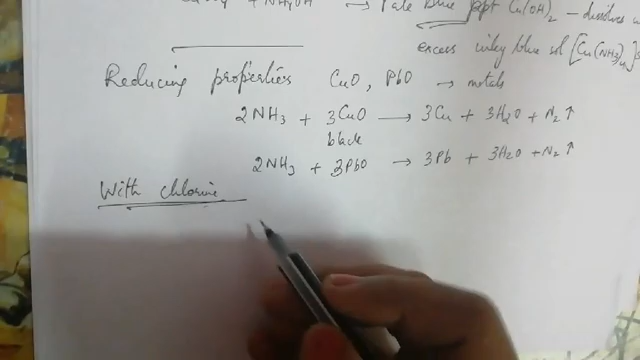 + NH4OH → Pale blue ppt Cu(OH)2 – dissolves
excess inky blue sol [Cu(NH3)4]
Reducing properties CuO, PbO → metals
2NH3 + 3CuO → 3Cu + 3H2O + N2↑
black
2NH3 + 3PbO → 3Pb + 3H2O + N2↑
With chlorine